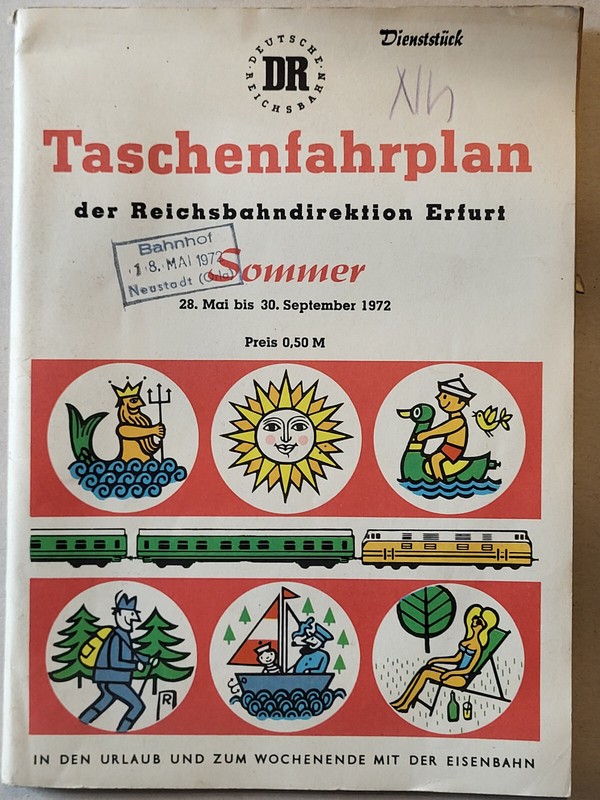 Dienststück
DEUTSCHE
DR
REICHSBAHN
Taschenfahrplan
der Reichsbahndirektion Erfurt
Bahnhof
18. MAI 1972
Neustadt (Orla)
Sommer
28. Mai bis 30. September 1972
Preis 0,50 M
R
IN DEN URLAUB UND ZUM WOCHENENDE MIT DER EISENBAHN